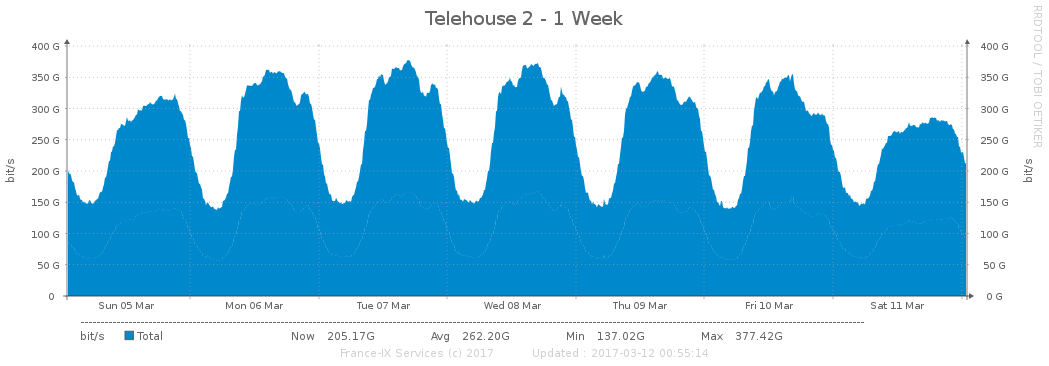 Telehouse 2 - 1 Week
RRDTOOL / TOBI OETIKER
bit/s
400 G
350 G
300 G
250 G
200 G
150 G
100 G
50 G
0
400 G
350 G
300 G
250 G
200 G
150 G
100 G
50 G
0 G
bit/s
Sun 05 Mar Mon 06 Mar Tue 07 Mar Wed 08 Mar Thu 09 Mar Fri 10 Mar Sat 11 Mar
bit/s Total Now 205.17G Avg 262.20G Min 137.02G Max 377.42G
France-IX Services (c) 2017 Updated : 2017-03-12 00:55:14